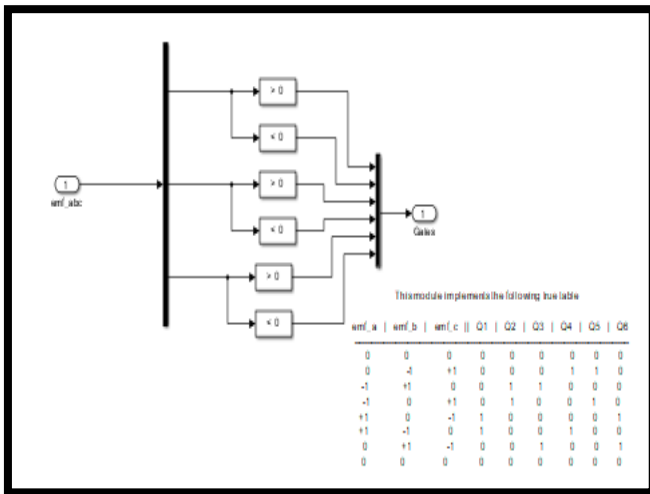 > 0
< 0
> 0
< 0
> 0
< 0
1
emf_abc
1
Gates
This module implements the following true table
emf_a | emf_b | emf_c || Q1 | Q2 | Q3 | Q4 | Q5 | Q6
0 0 0 0 0 0 0 0 0
0 -1 +1 0 0 0 1 1 0
-1 +1 0 0 1 1 0 0 0
-1 0 +1 0 1 0 0 1 0
+1 0 -1 1 0 0 0 0 1
+1 -1 0 1 0 0 1 0 0
0 +1 -1 0 0 1 0 0 1
0 0 0 0 0 0 0 0 0